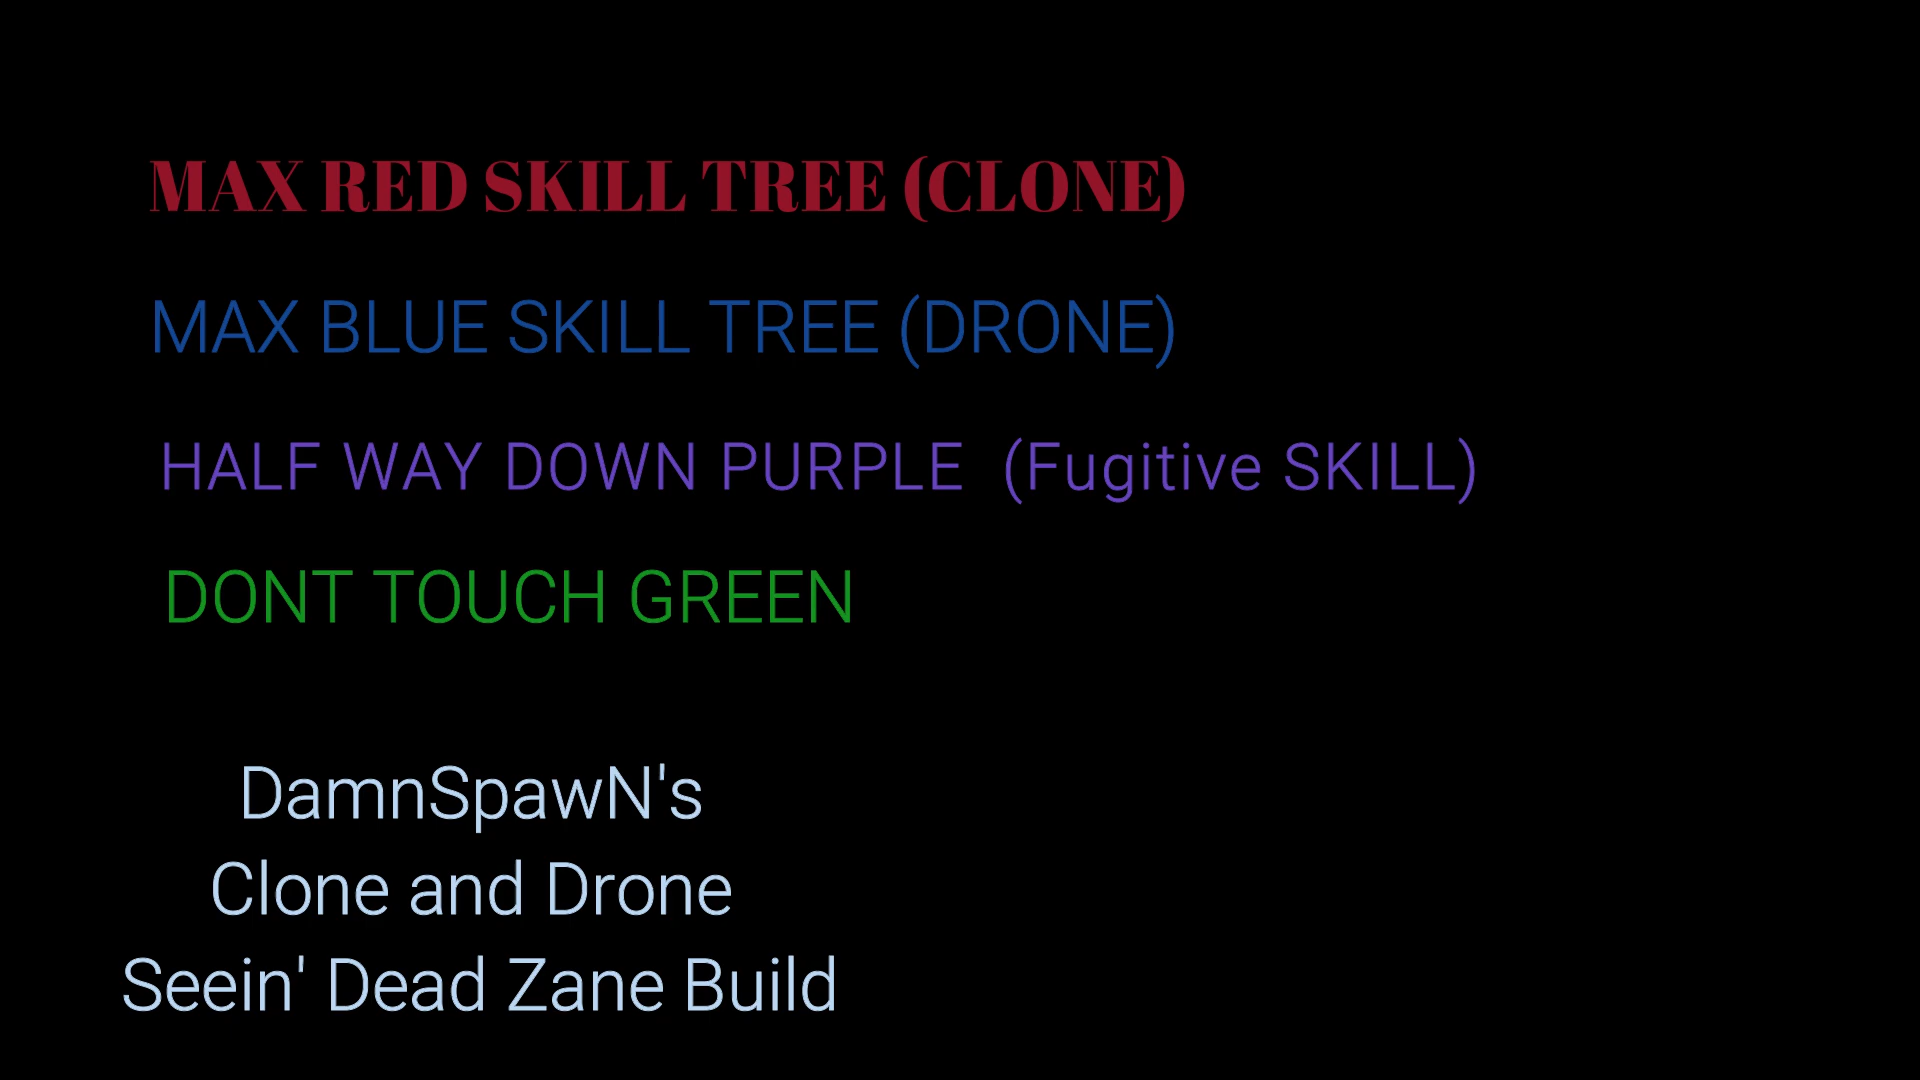 MAX RED SKILL TREE (CLONE)
MAX BLUE SKILL TREE (DRONE)
HALF WAY DOWN PURPLE (Fugitive SKILL)
DONT TOUCH GREEN
DamnSpawN's
Clone and Drone
Seein' Dead Zane Build